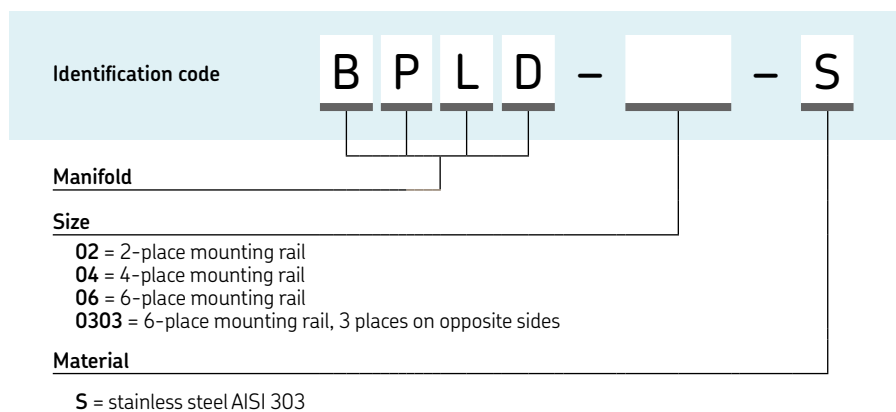 Identification code B P L D – – S
Manifold
Size
02 = 2-place mounting rail
04 = 4-place mounting rail
06 = 6-place mounting rail
0303 = 6-place mounting rail, 3 places on opposite sides
Material
S = stainless steel AISI 303